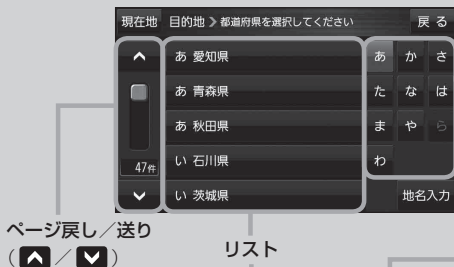 現在地 目的地 》都道府県を選択してください 戻 る
あ 愛知県 あ か さ
あ 青森県 た な は
あ 秋田県 ま や ら
47件 い 石川県 わ
い 茨城県 地名入力
ページ戻し／送り
リスト
(∧／∨)